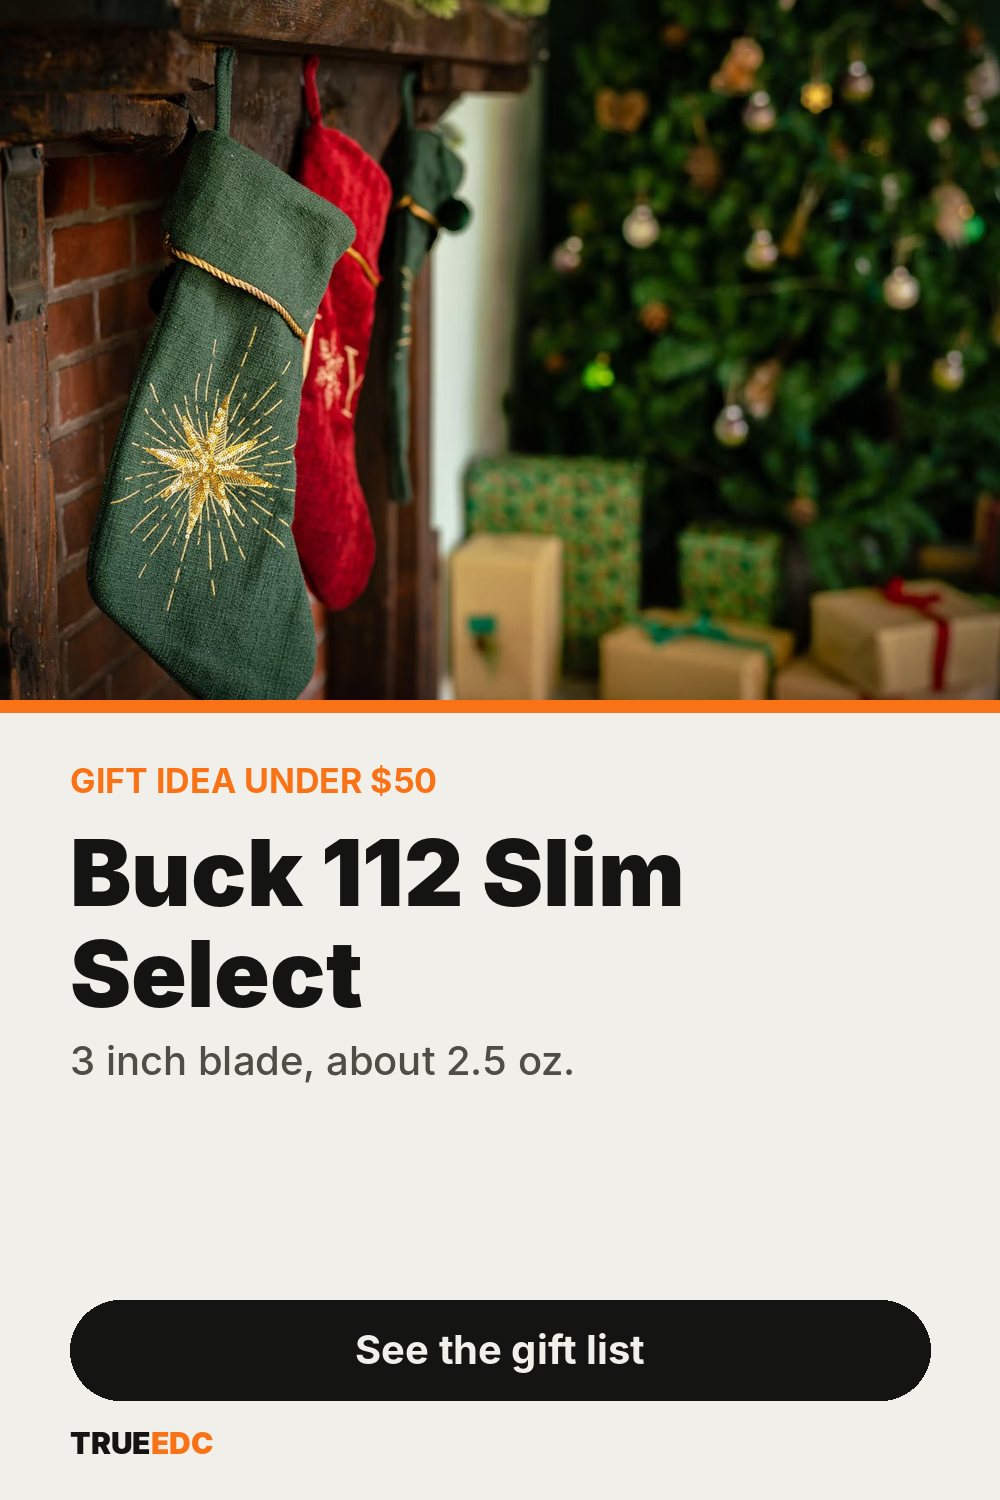 GIFT IDEA UNDER $50
Buck 112 Slim
Select
3 inch blade, about 2.5 oz.
See the gift list
TRUEEDC